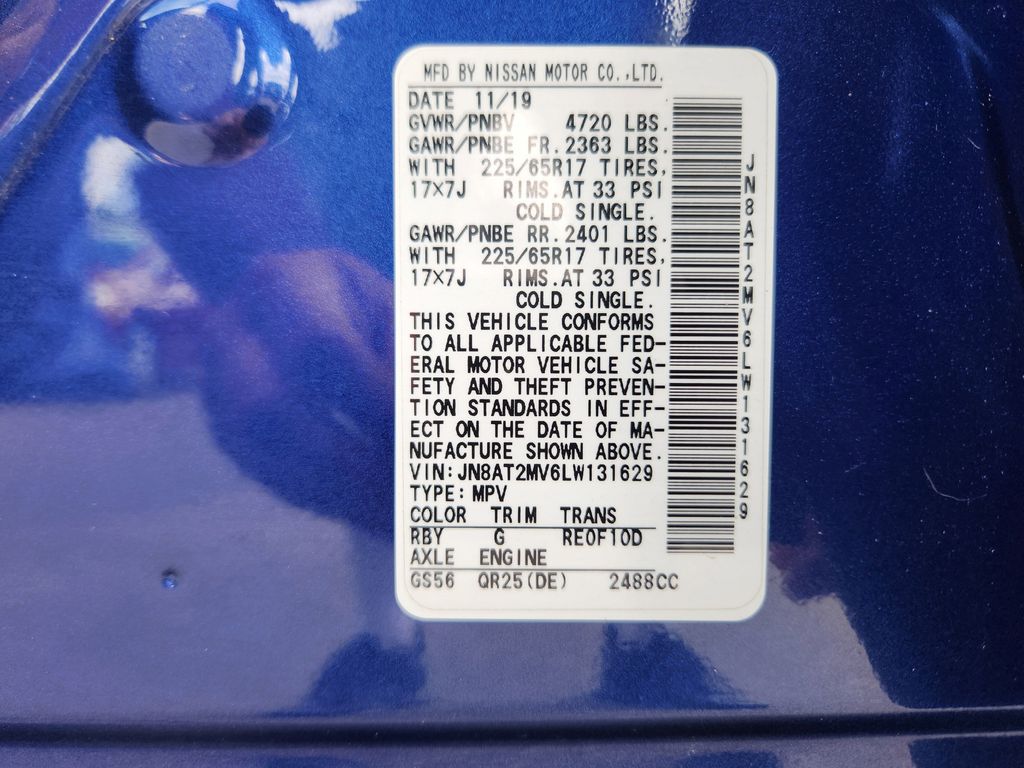 MFD BY NISSAN MOTOR CO.,LTD.
DATE 11/19
GVWR/PNBV 4720 LBS.
GAWR/PNBE FR.2363 LBS.
WITH 225/65R17 TIRES,
17×7J RIMS.AT 33 PSI
COLD SINGLE.
GAWR/PNBE RR.2401 LBS.
WITH 225/65R17 TIRES,
17×7J RIMS.AT 33 PSI
COLD SINGLE.
THIS VEHICLE CONFORMS
TO ALL APPLICABLE FED-
ERAL MOTOR VEHICLE SA-
FETY AND THEFT PREVEN-
TION STANDARDS IN EFF-
ECT ON THE DATE OF MA-
NUFACTURE SHOWN ABOVE.
VIN:JN8AT2MV6LW131629
TYPE:MPV
COLOR TRIM TRANS
RBY G RE0F10D
AXLE ENGINE
GS56 QR25(DE) 2488CC
JN8AT2MV6LW131629